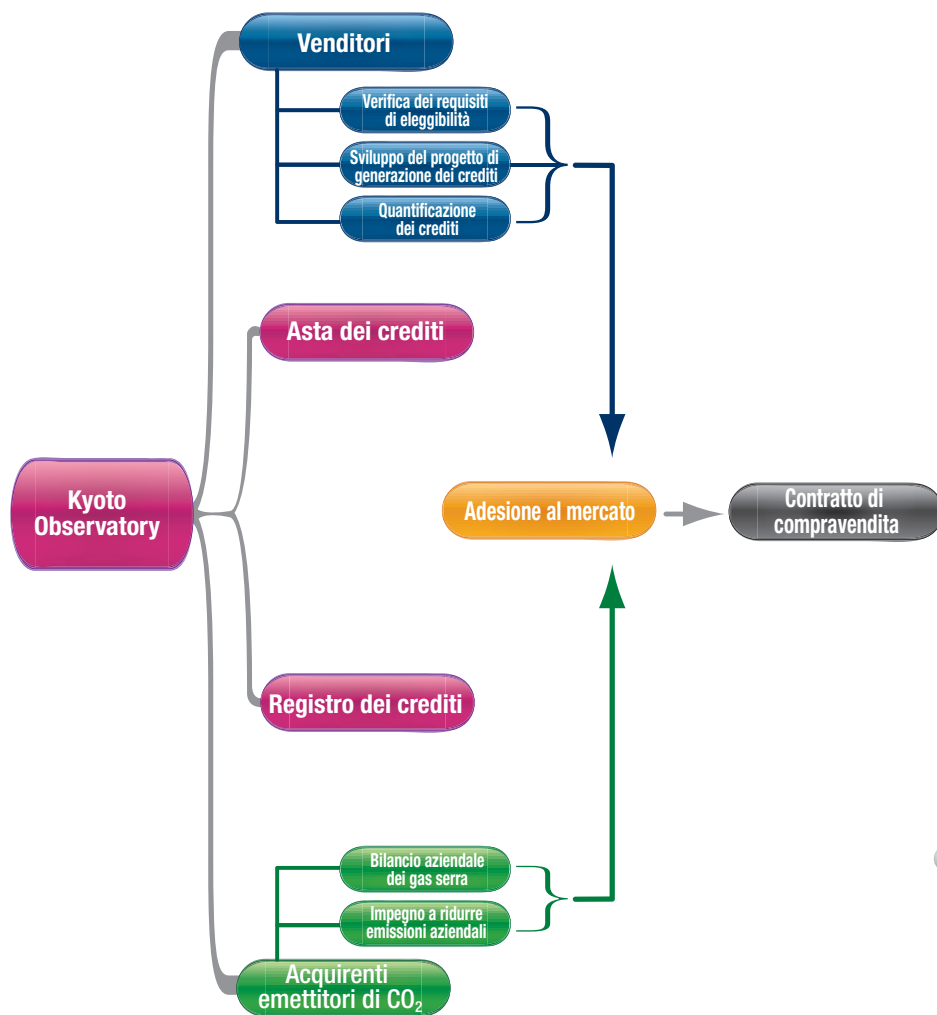 Venditori
Verifica dei requisiti
di eleggibilità
Sviluppo del progetto di
generazione dei crediti
Quantificazione
dei crediti
Asta dei crediti
Kyoto
Observatory
Adesione al mercato
Contratto di
compravendita
Registro dei crediti
Bilancio aziendale
dei gas serra
Impegno a ridurre
emissioni aziendali
Acquirenti
emettitori di CO₂